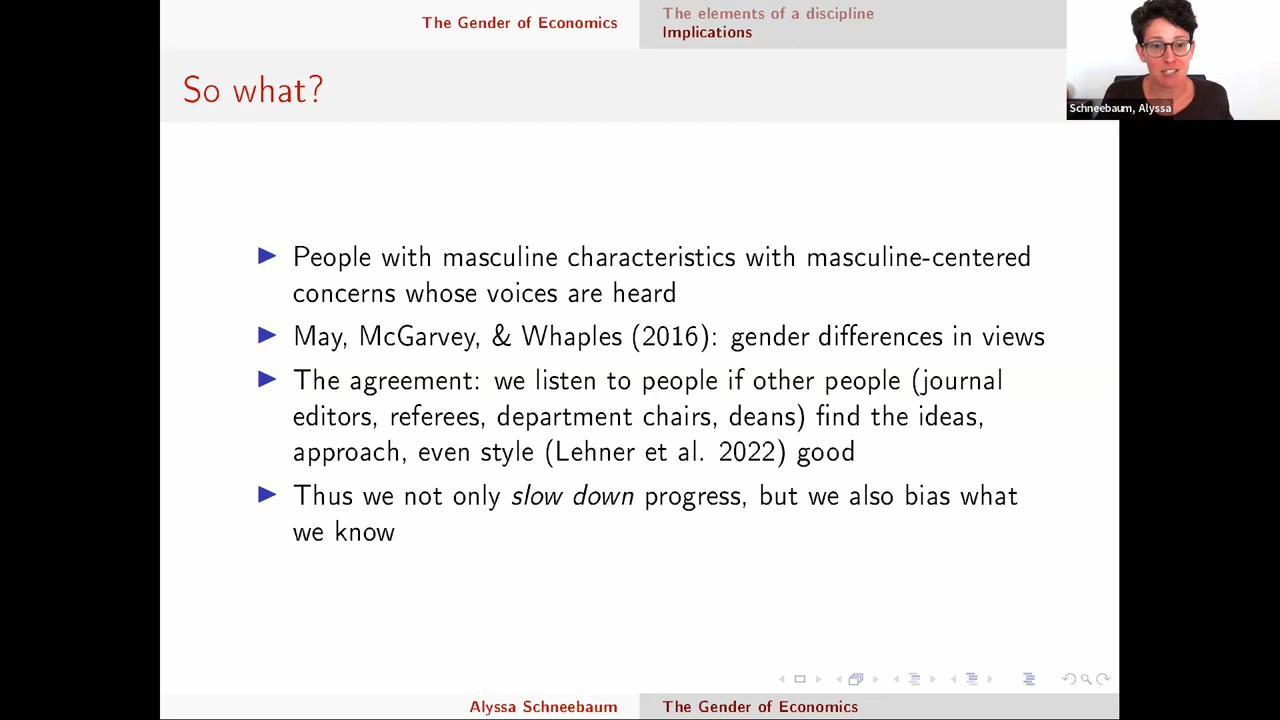 The Gender of Economics
The elements of a discipline
Implications
So what?
Schneebaum, Alyssa
People with masculine characteristics with masculine-centered
concerns whose voices are heard
May, McGarvey, & Whaples (2016): gender differences in views
The agreement: we listen to people if other people (journal
editors, referees, department chairs, deans) find the ideas,
approach, even style (Lehner et al. 2022) good
Thus we not only slow down progress, but we also bias what
we know
Alyssa Schneebaum
The Gender of Economics